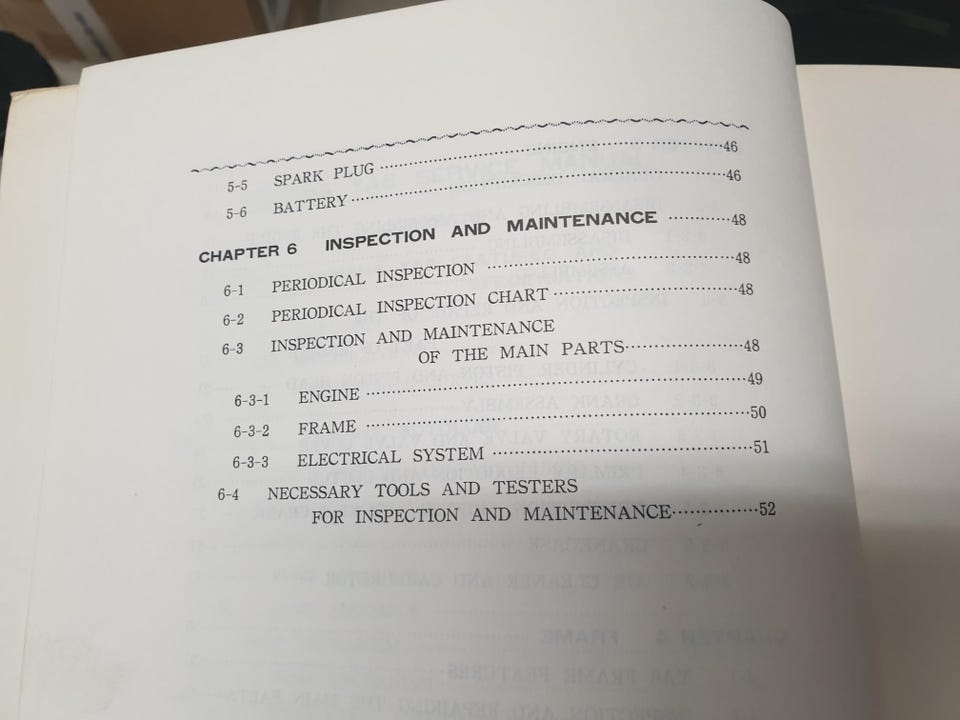 5-5 SPARK PLUG ............ 46
5-6 BATTERY ............ 46
CHAPTER 6 INSPECTION AND MAINTENANCE ............ 48
6-1 PERIODICAL INSPECTION ............ 48
6-2 PERIODICAL INSPECTION CHART ............ 48
6-3 INSPECTION AND MAINTENANCE
OF THE MAIN PARTS ............ 48
6-3-1 ENGINE ............ 49
6-3-2 FRAME ............ 50
6-3-3 ELECTRICAL SYSTEM ............ 51
6-4 NECESSARY TOOLS AND TESTERS
FOR INSPECTION AND MAINTENANCE ............ 52